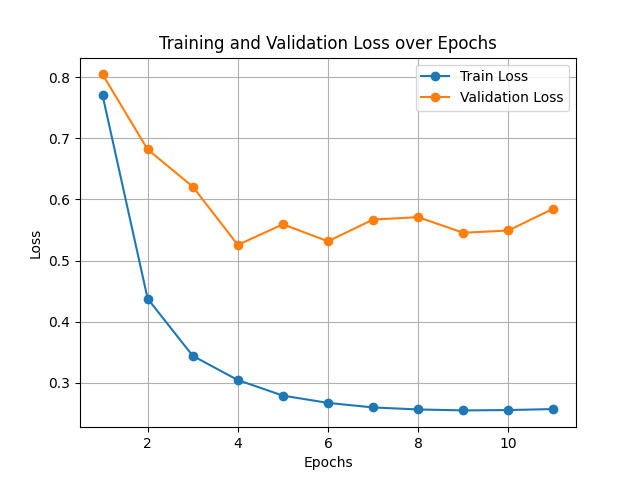 Training and Validation Loss over Epochs
Train Loss
Validation Loss
Loss
0.8
0.7
0.6
0.5
0.4
0.3
2 4 6 8 10
Epochs